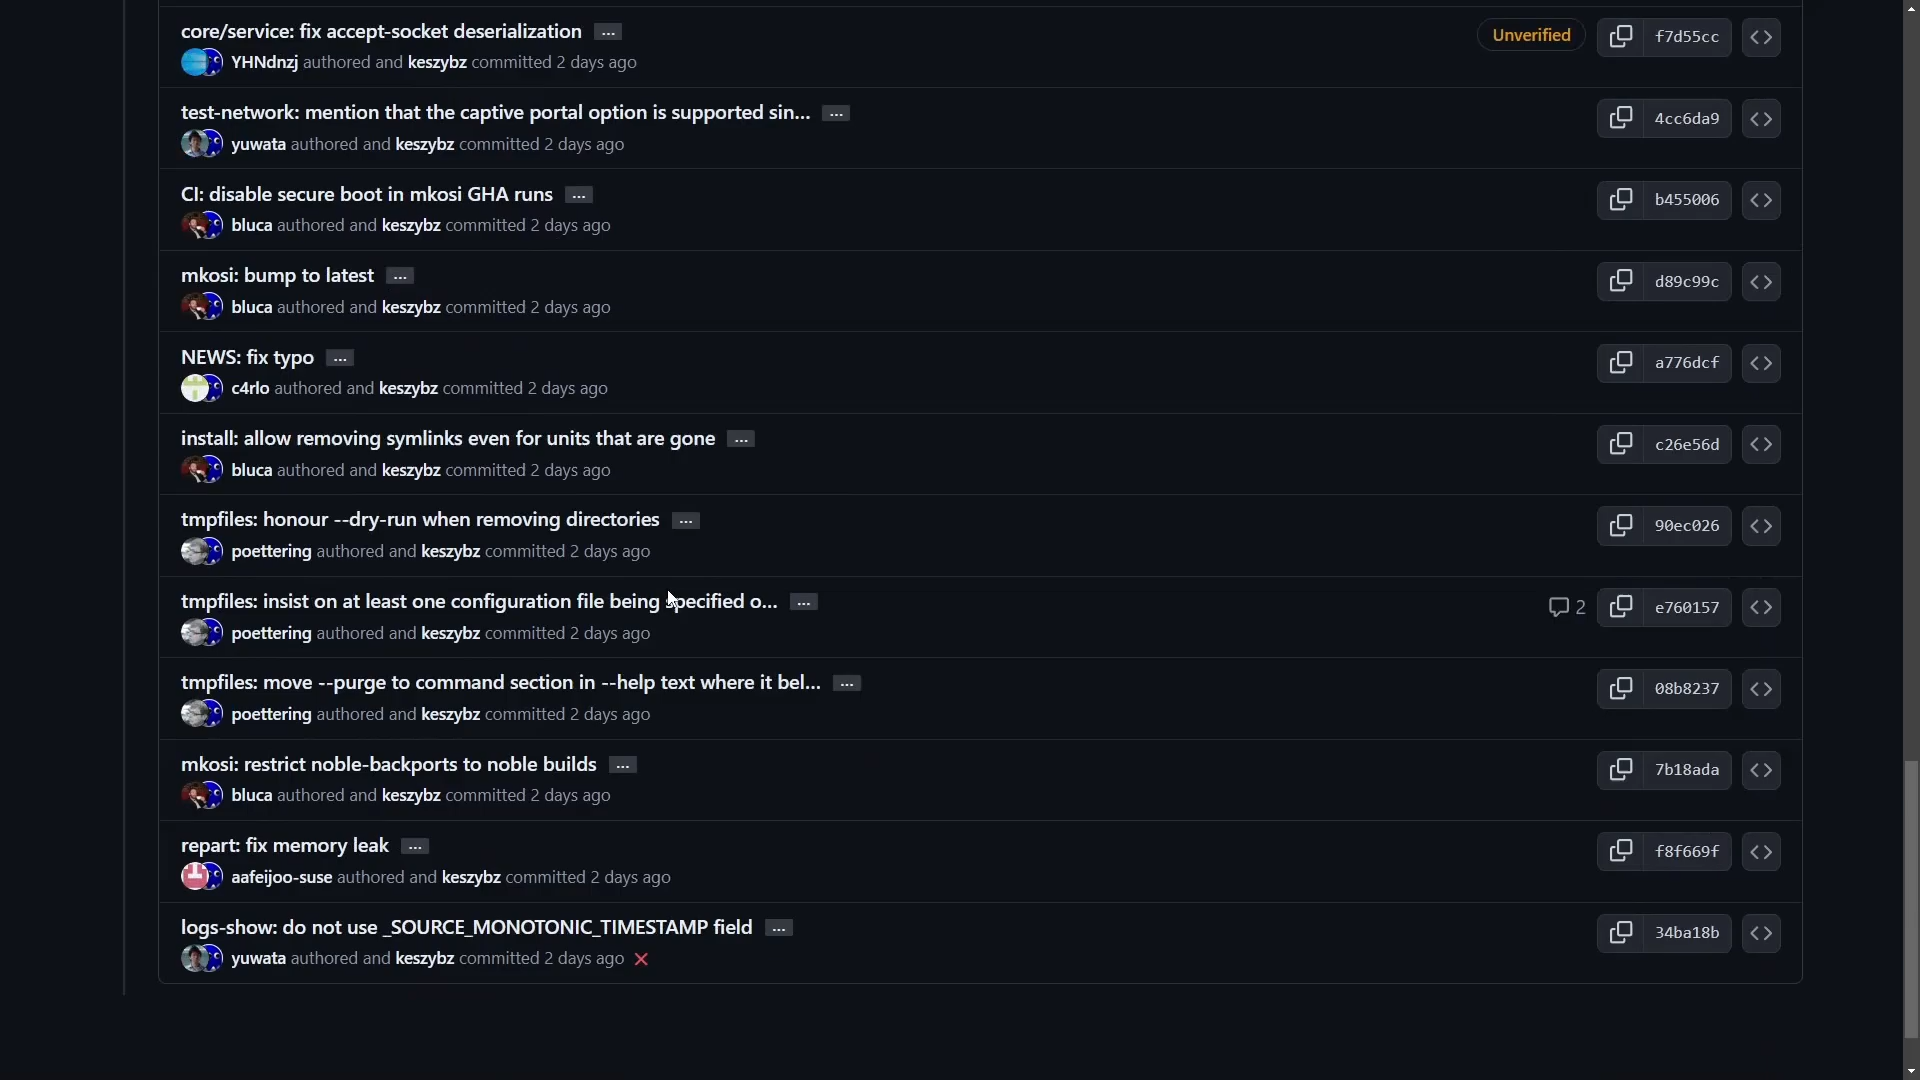 core/service: fix accept-socket deserialization ...
YHNdnzj authored and keszybz committed 2 days ago
Unverified f7d55cc
test-network: mention that the captive portal option is supported sin... ...
yuwata authored and keszybz committed 2 days ago
4cc6da9
CI: disable secure boot in mkosi GHA runs ...
bluca authored and keszybz committed 2 days ago
b455006
mkosi: bump to latest ...
bluca authored and keszybz committed 2 days ago
d89c99c
NEWS: fix typo ...
c4rlo authored and keszybz committed 2 days ago
a776dcf
install: allow removing symlinks even for units that are gone ...
bluca authored and keszybz committed 2 days ago
c26e56d
tmpfiles: honour --dry-run when removing directories ...
poettering authored and keszybz committed 2 days ago
90ec026
tmpfiles: insist on at least one configuration file being specified o... ...
poettering authored and keszybz committed 2 days ago
2 e760157
tmpfiles: move --purge to command section in --help text where it bel... ...
poettering authored and keszybz committed 2 days ago
08b8237
mkosi: restrict noble-backports to noble builds ...
bluca authored and keszybz committed 2 days ago
7b18ada
repart: fix memory leak ...
aafeijoo-suse authored and keszybz committed 2 days ago
f8f669f
logs-show: do not use _SOURCE_MONOTONIC_TIMESTAMP field ...
yuwata authored and keszybz committed 2 days ago
34ba18b